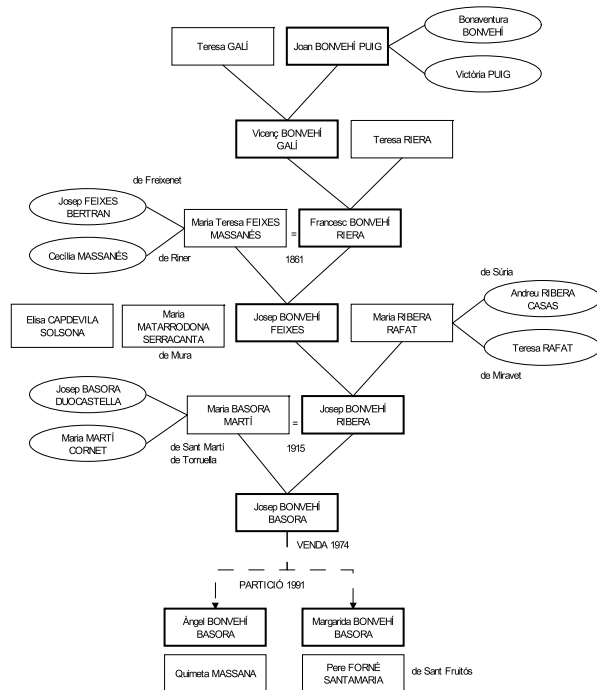 Bonaventura
BONVEHÍ
Teresa GALÍ
Joan BONVEHÍ PUIG
Victòria PUIG
Vicenç BONVEHÍ
GALÍ
Teresa RIERA
de Freixenet
Josep FEIXES
BERTRAN
Maria Teresa FEIXES
MASSANÉS
=
Francesc BONVEHÍ
RIERA
Cecília MASSANÉS
de Riner
1861
de Súria
Andreu RIBERA
CASAS
Elisa CAPDEVILA
SOLSONA
Maria
MATARRODONA
SERRACANTA
Josep BONVEHÍ
FEIXES
Maria RIBERA
RAFAT
Teresa RAFAT
de Mura
de Miravet
Josep BASORA
DUOCASTELLA
Maria BASORA
MARTÍ
=
Josep BONVEHÍ
RIBERA
Maria MARTÍ
CORNET
de Sant Martí
de Torruella
1915
Josep BONVEHÍ
BASORA
VENDA 1974
PARTICIÓ 1991
Àngel BONVEHÍ
BASORA
Margarida BONVEHÍ
BASORA
Quimeta MASSANA
Pere FORNÉ
SANTAMARIA
de Sant Fruitós